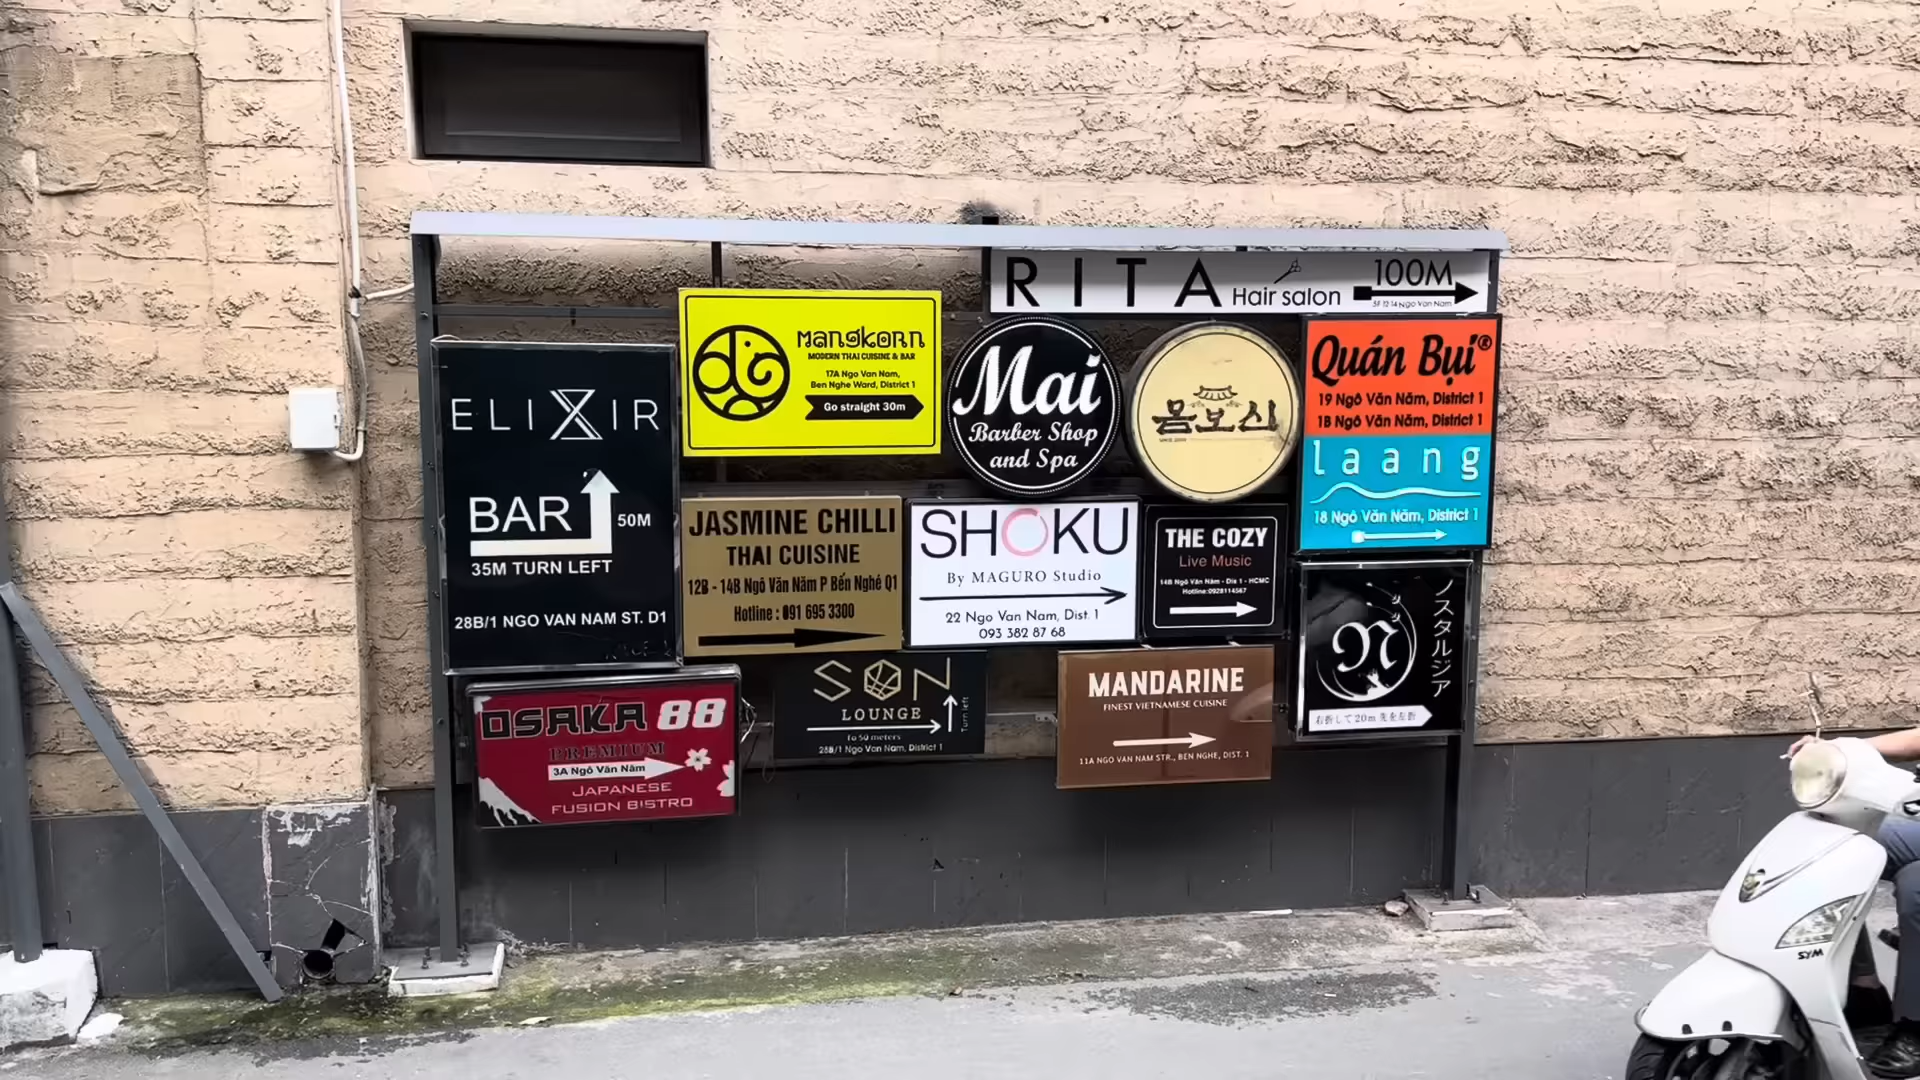 RITA Hair salon 100M
5F 12-14 Ngo Van Nam
mangkorn
MODERN THAI CUISINE & BAR
17A Ngo Van Nam,
Ben Nghe Ward, District 1
Go straight 30m
Mai
Barber Shop
and Spa
몸보신
SINCE 2009
Quán Bụi®
19 Ngô Văn Năm, District 1
1B Ngô Văn Năm, District 1
laang
18 Ngô Văn Năm, District 1
ELIXIR
BAR
50M
35M TURN LEFT
28B/1 NGO VAN NAM ST. D1
JASMINE CHILLI
THAI CUISINE
12B - 14B Ngô Văn Năm P Bến Nghé Q1
Hotline : 091 695 3300
SHOKU
By MAGURO Studio
22 Ngo Van Nam, Dist. 1
093 382 87 68
THE COZY
Live Music
14B Ngô Văn Năm - Dis 1 - HCMC
Hotline:0928114567
ノスタルジア
右折して20m 先を左折
OSAKA 88
PREMIUM
3A Ngô Văn Năm
JAPANESE
FUSION BISTRO
SON
LOUNGE
Turn left
To 50 meters
28B/1 Ngo Van Nam, District 1
MANDARINE
FINEST VIETNAMESE CUISINE
11A NGO VAN NAM STR., BEN NGHE, DIST. 1
SYM